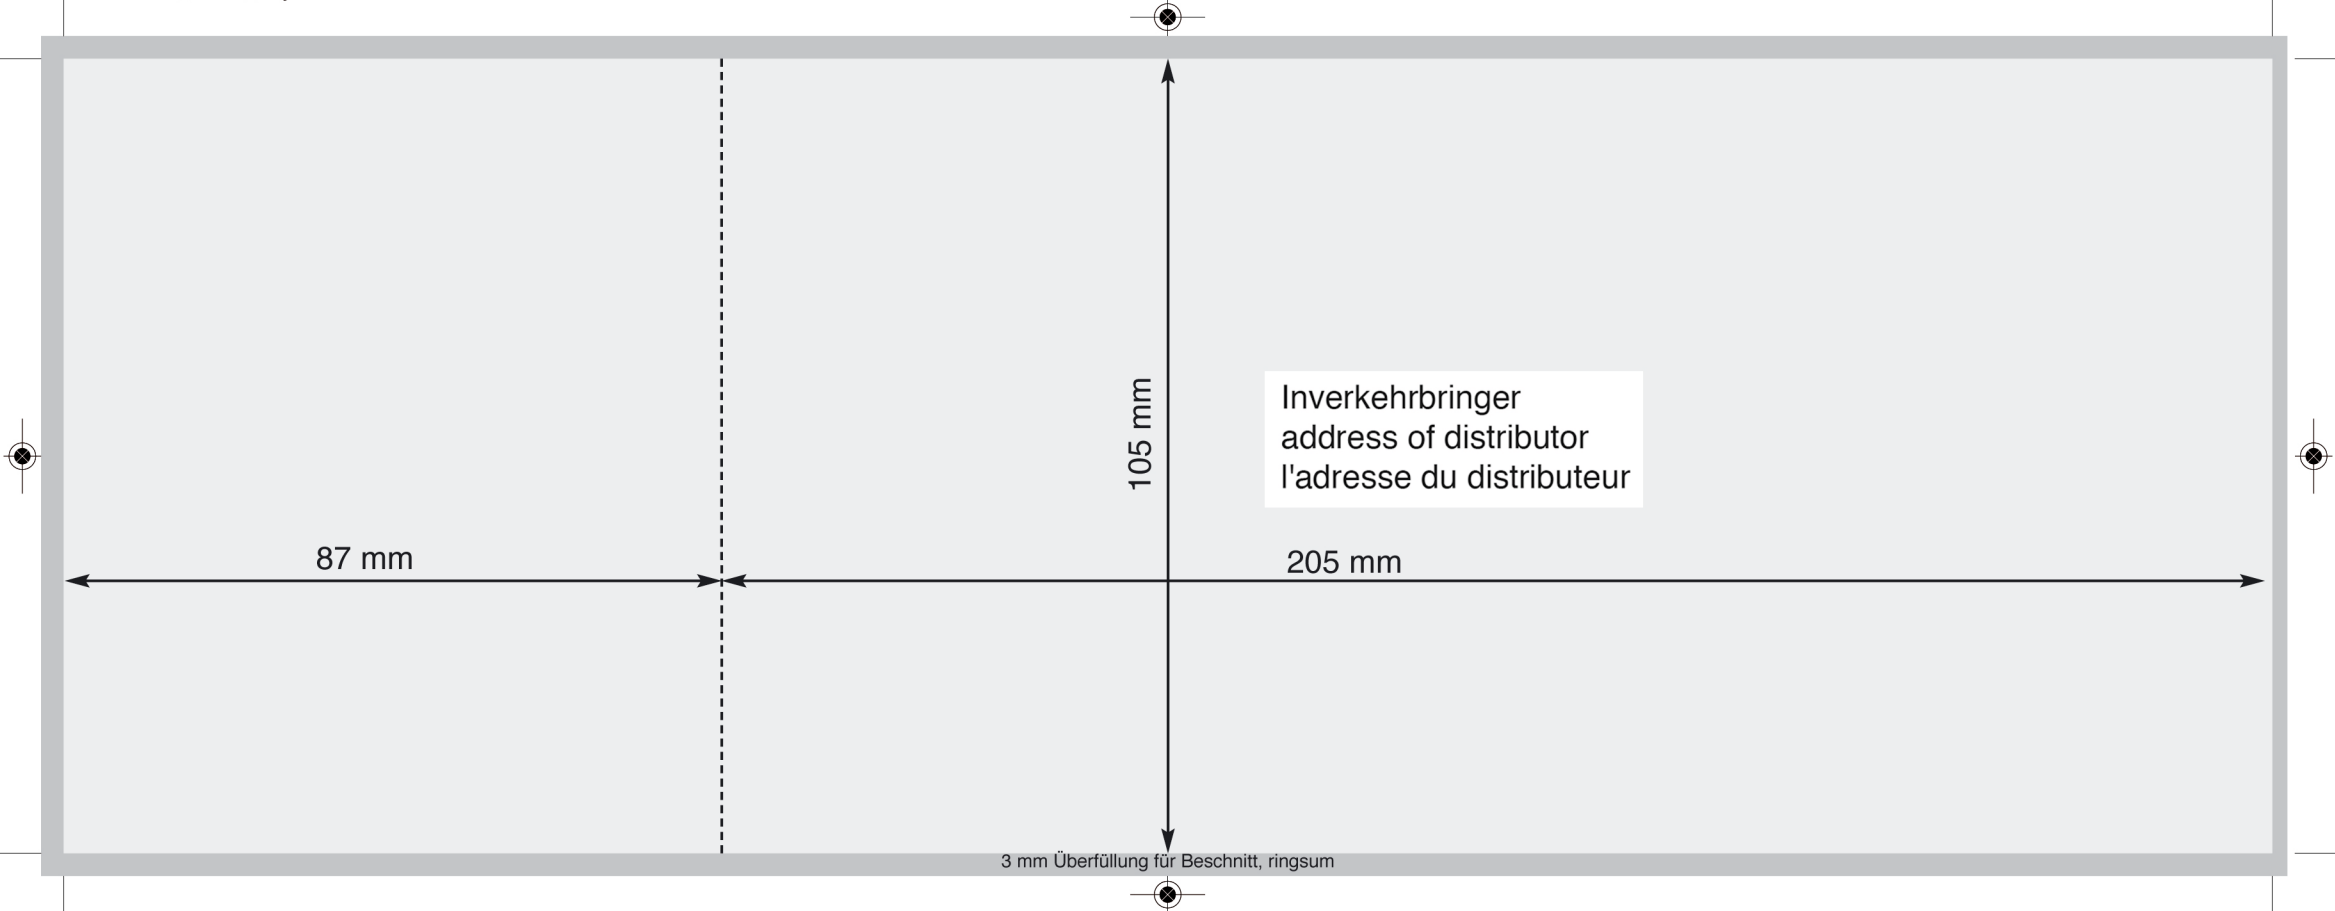 Inverkehrbringer
address of distributor
l'adresse du distributeur
105 mm
87 mm
205 mm
3 mm Überfüllung für Beschnitt, ringsum